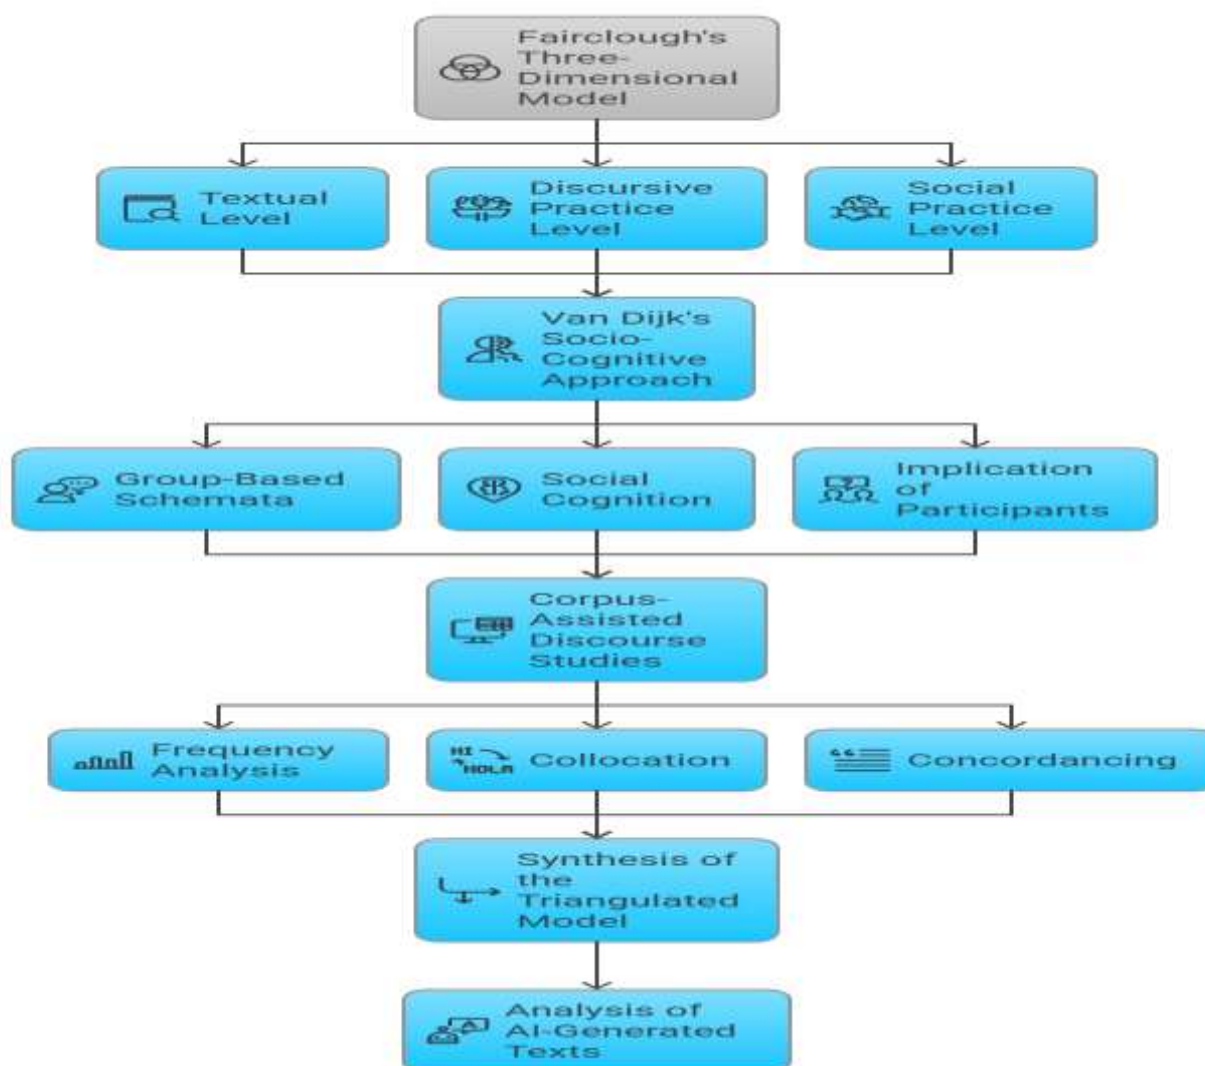 Fairclough's
Three-
Dimensional
Model
Textual
Level
Discursive
Practice
Level
Social
Practice
Level
Van Dijk's
Socio-
Cognitive
Approach
Group-Based
Schemata
Social
Cognition
Implication
of
Participants
Corpus-
Assisted
Discourse
Studies
Frequency
Analysis
HI
HOLA
Collocation
Concordancing
Synthesis of
the
Triangulated
Model
Analysis of
AI-Generated
Texts